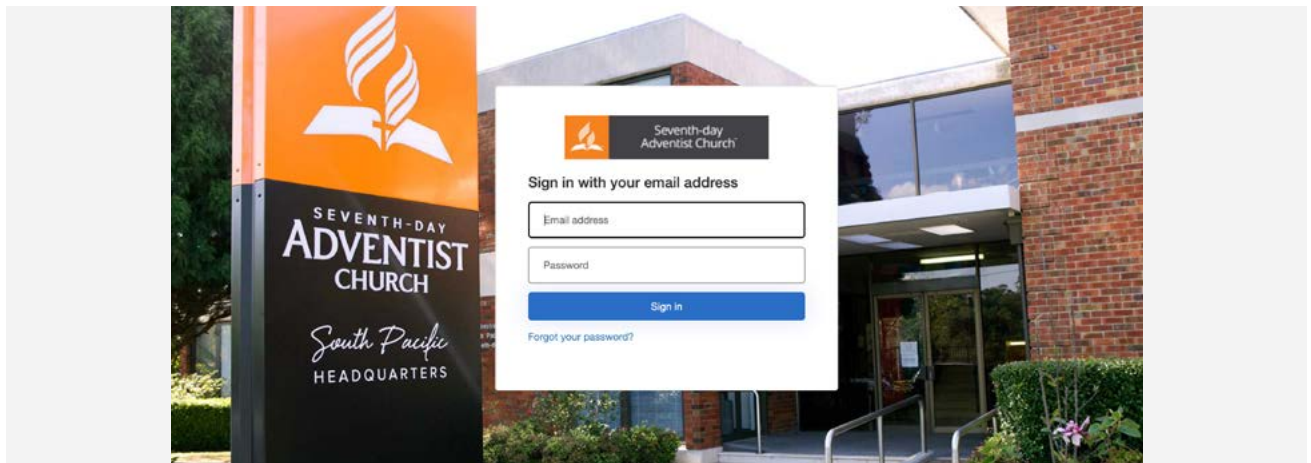 SEVENTH-DAY
ADVENTIST
CHURCH
South Pacific
HEADQUARTERS
Seventh-day
Adventist Church
Sign in with your email address
Email address
Password
Sign in
Forgot your password?